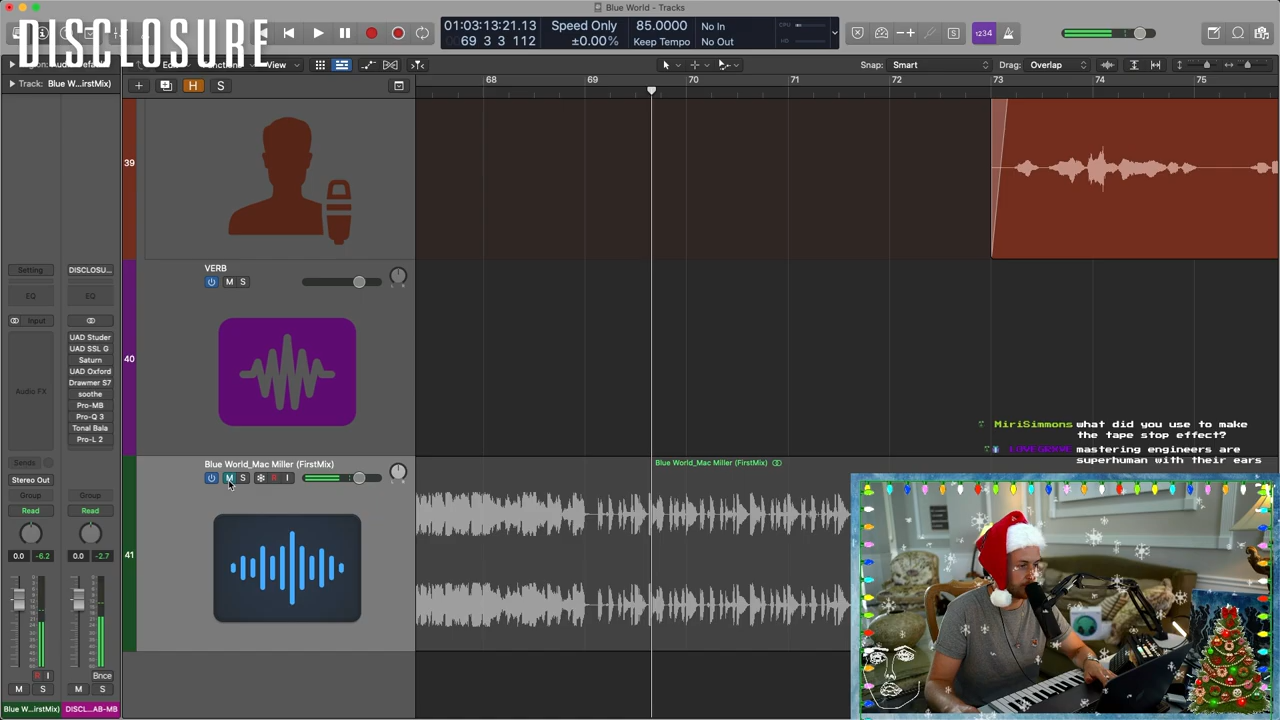 Blue World - Tracks
DISCLOSURE
01:03:13:21.13
69 3 3 112
Speed Only
±0.00%
85.0000
Keep Tempo
No In
No Out
CPU
HD
1234
View
Snap: Smart
Drag: Overlap
Track: Blue W...irstMix)
H
S
68
69
70
71
72
73
74
75
39
VERB
M S
40
Blue World_Mac Miller (FirstMix)
M S R I
41
Blue World_Mac Miller (FirstMix)
Setting
DISCLOSU...
EQ
EQ
Input
UAD Studer
UAD SSL G
Saturn
UAD Oxford
Drawmer S7
soothe
Pro-MB
Pro-Q 3
Tonal Bala
Pro-L 2
Audio FX
Sends
Stereo Out
Group
Group
Read
Read
0.0 -6.2
0.0 -2.7
R I
Bnce
M S
M S
Blue W...irstMix)
DISCL...AB-MB
MiriSimmons what did you use to make
the tape stop effect?
mastering engineers are
superhuman with their ears